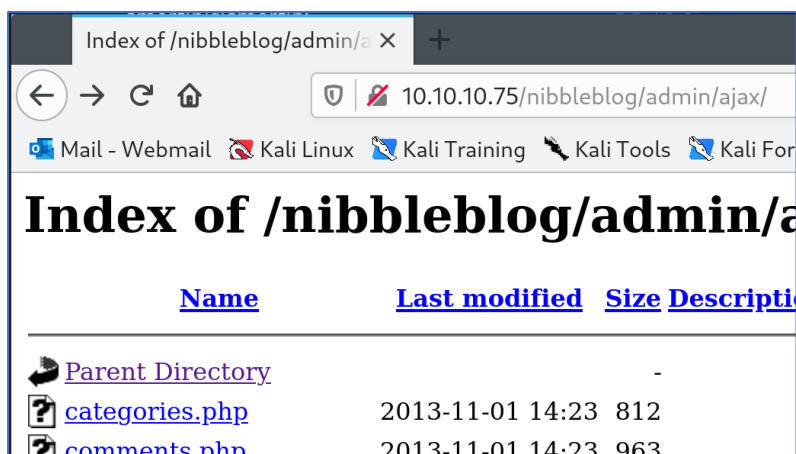 Index of /nibbleblog/admin/a
10.10.10.75/nibbleblog/admin/ajax/
Mail - Webmail Kali Linux Kali Training Kali Tools Kali For
Index of /nibbleblog/admin/a
Name Last modified Size Descripti
Parent Directory -
categories.php 2013-11-01 14:23 812
comments.php 2013-11-01 14:23 963